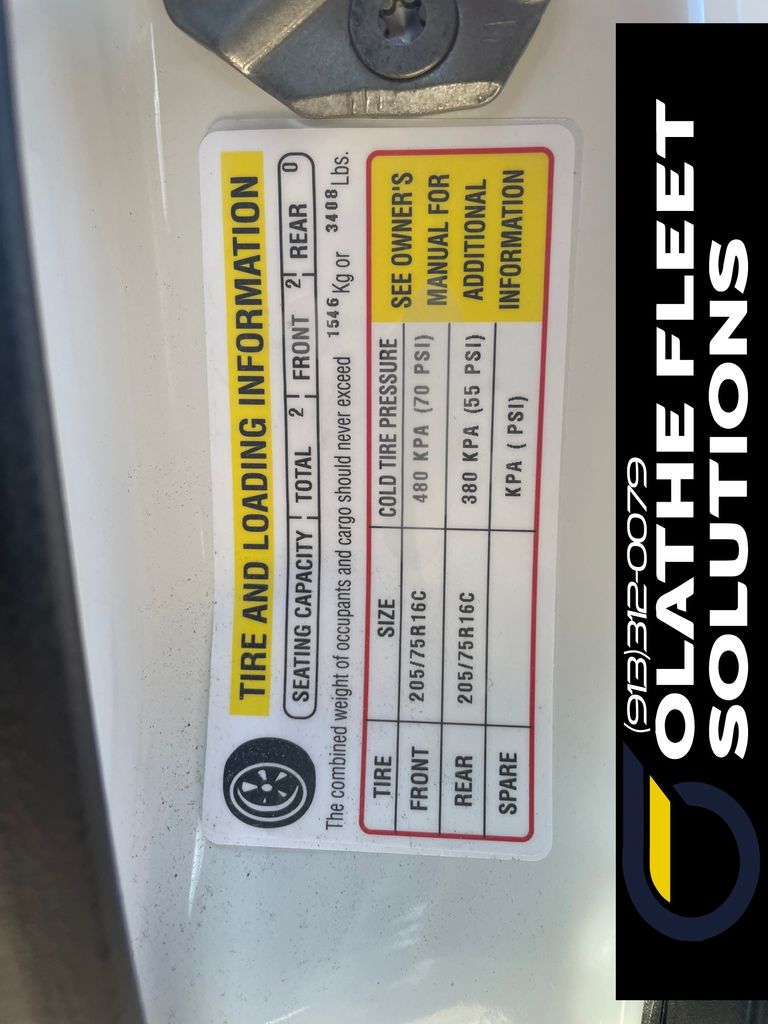 TIRE AND LOADING INFORMATION
SEATING CAPACITY TOTAL 2 FRONT 2 REAR 0
The combined weight of occupants and cargo should never exceed 1546 Kg or 3408 Lbs.
TIRE SIZE COLD TIRE PRESSURE
FRONT 205/75R16C 480 KPA (70 PSI)
REAR 205/75R16C 380 KPA (55 PSI)
SPARE KPA ( PSI)
SEE OWNER'S
MANUAL FOR
ADDITIONAL
INFORMATION
(913)312-0079
OLATHE FLEET
SOLUTIONS